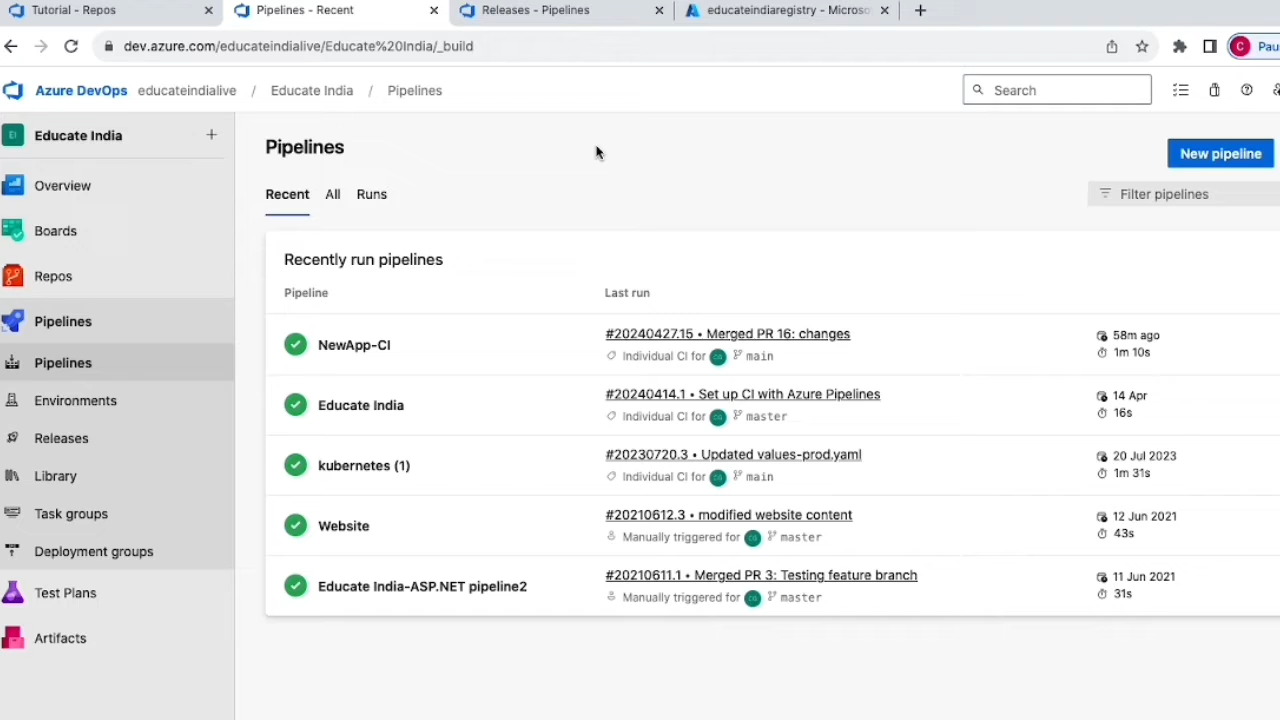 Tutorial - Repos
Pipelines - Recent
Releases - Pipelines
educateindiaregistry - Microso
dev.azure.com/educateindialive/Educate%20India/_build
C
Pau
Azure DevOps educateindialive / Educate India / Pipelines
Search
EI Educate India
Overview
Boards
Repos
Pipelines
Pipelines
Environments
Releases
Library
Task groups
Deployment groups
Test Plans
Artifacts
Pipelines
New pipeline
Recent All Runs
Filter pipelines
Recently run pipelines
Pipeline Last run
NewApp-CI
#20240427.15 • Merged PR 16: changes
Individual CI for main
58m ago
1m 10s
Educate India
#20240414.1 • Set up CI with Azure Pipelines
Individual CI for master
14 Apr
16s
kubernetes (1)
#20230720.3 • Updated values-prod.yaml
Individual CI for main
20 Jul 2023
1m 31s
Website
#20210612.3 • modified website content
Manually triggered for master
12 Jun 2021
43s
Educate India-ASP.NET pipeline2
#20210611.1 • Merged PR 3: Testing feature branch
Manually triggered for master
11 Jun 2021
31s